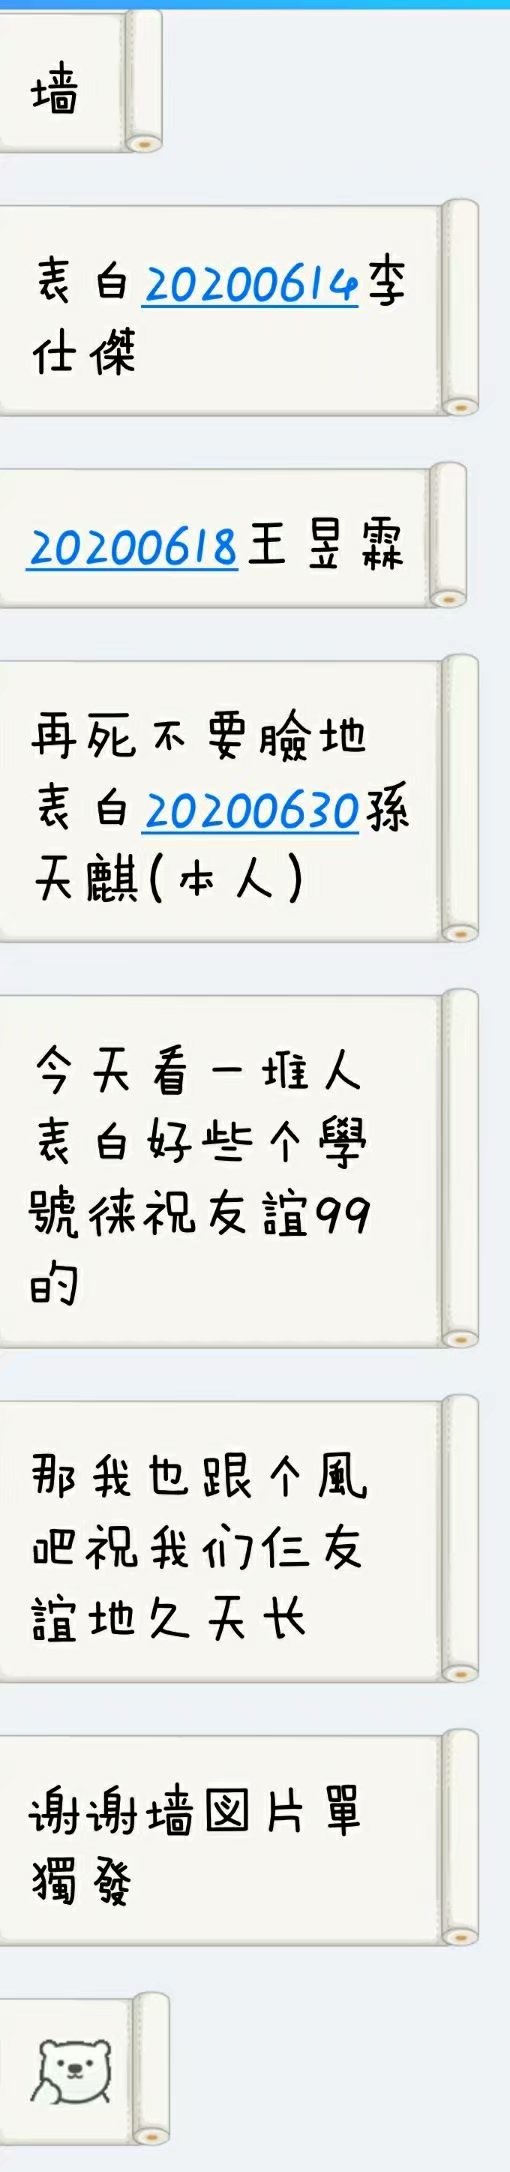 墙
表白20200614李
仕傑
20200618王昱霖
再死不要臉地
表白20200630孫
天麒(本人)
今天看一堆人
表白好些个學
號徠祝友誼99
的
那我也跟个風
吧祝我们仨友
誼地久天长
谢谢墙図片單
獨發